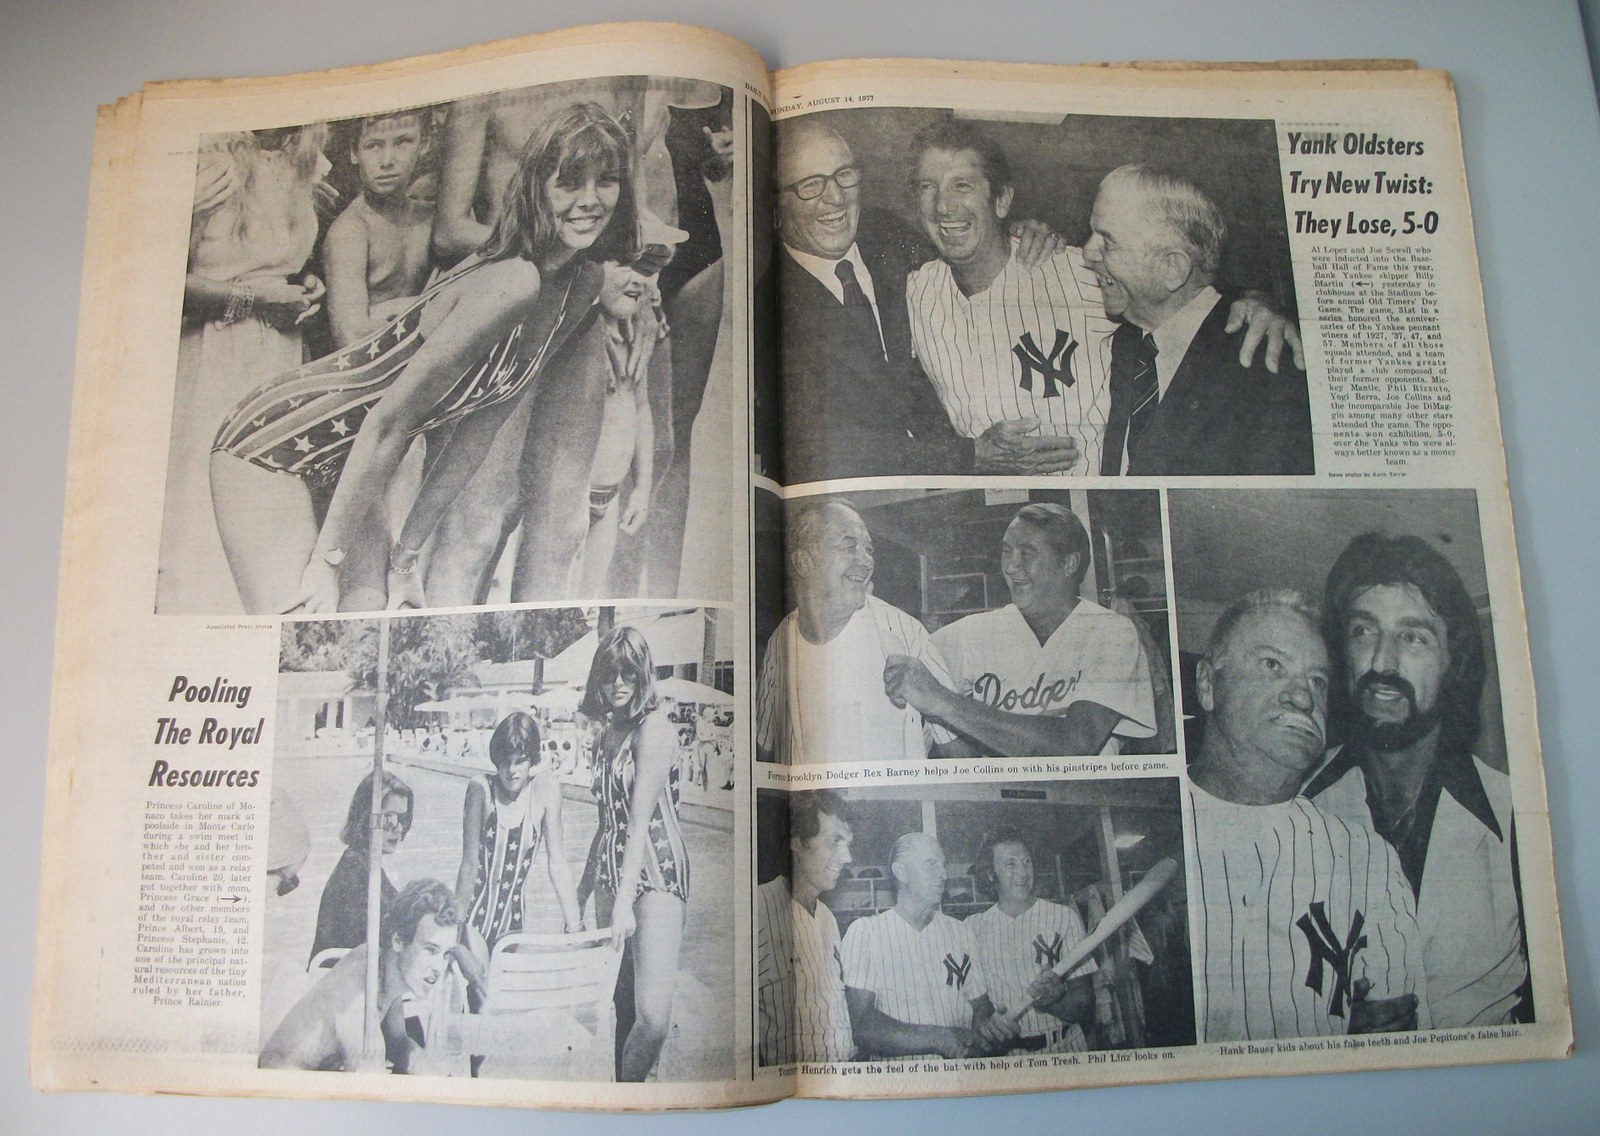 DAILY
SUNDAY, AUGUST 14, 1977
Associated Press photos
Pooling
The Royal
Resources
Princess Caroline of Mo-
naco takes her mark at
poolside in Monte Carlo
during a swim meet in
which she and her bro-
ther and sister com-
peted and won as a relay
team. Caroline 20, later
got together with mom,
Princess Grace (→),
and the other members
of the royal relay team,
Prince Albert, 19, and
Princess Stephanie, 12.
Caroline has grown into
one of the principal nat-
ural resources of the tiny
Mediterranean nation
ruled by her father,
Prince Rainier.
Yank Oldsters
Try New Twist:
They Lose, 5-0
Al Lopez and Joe Sewell who
were inducted into the Base-
ball Hall of Fame this year,
flank Yankee skipper Billy
Martin (←) yesterday in
clubhouse at the Stadium be-
fore annual Old Timers' Day
Game. The game, 31st in a
series honored the anniver-
saries of the Yankee pennant
winers of 1927, '37, 47, and
57. Members of all those
squads attended, and a team
of former Yankee greats
played a club composed of
their former opponents. Mic-
key Mantle, Phil Rizzuto,
Yogi Berra, Joe Collins and
the incomparable Joe DiMag-
gio among many other stars
attended the game. The oppo-
nents won exhibition, 5-0,
over the Yanks who were al-
ways better known as a money
team.
News photos by Keith Torrie
NY
Dodgers
Former Brooklyn Dodger Rex Barney helps Joe Collins on with his pinstripes before game.
NY
NY
Tommy Henrich gets the feel of the bat with help of Tom Tresh. Phil Linz looks on.
NY
Hank Bauer kids about his false teeth and Joe Pepitone's false hair.